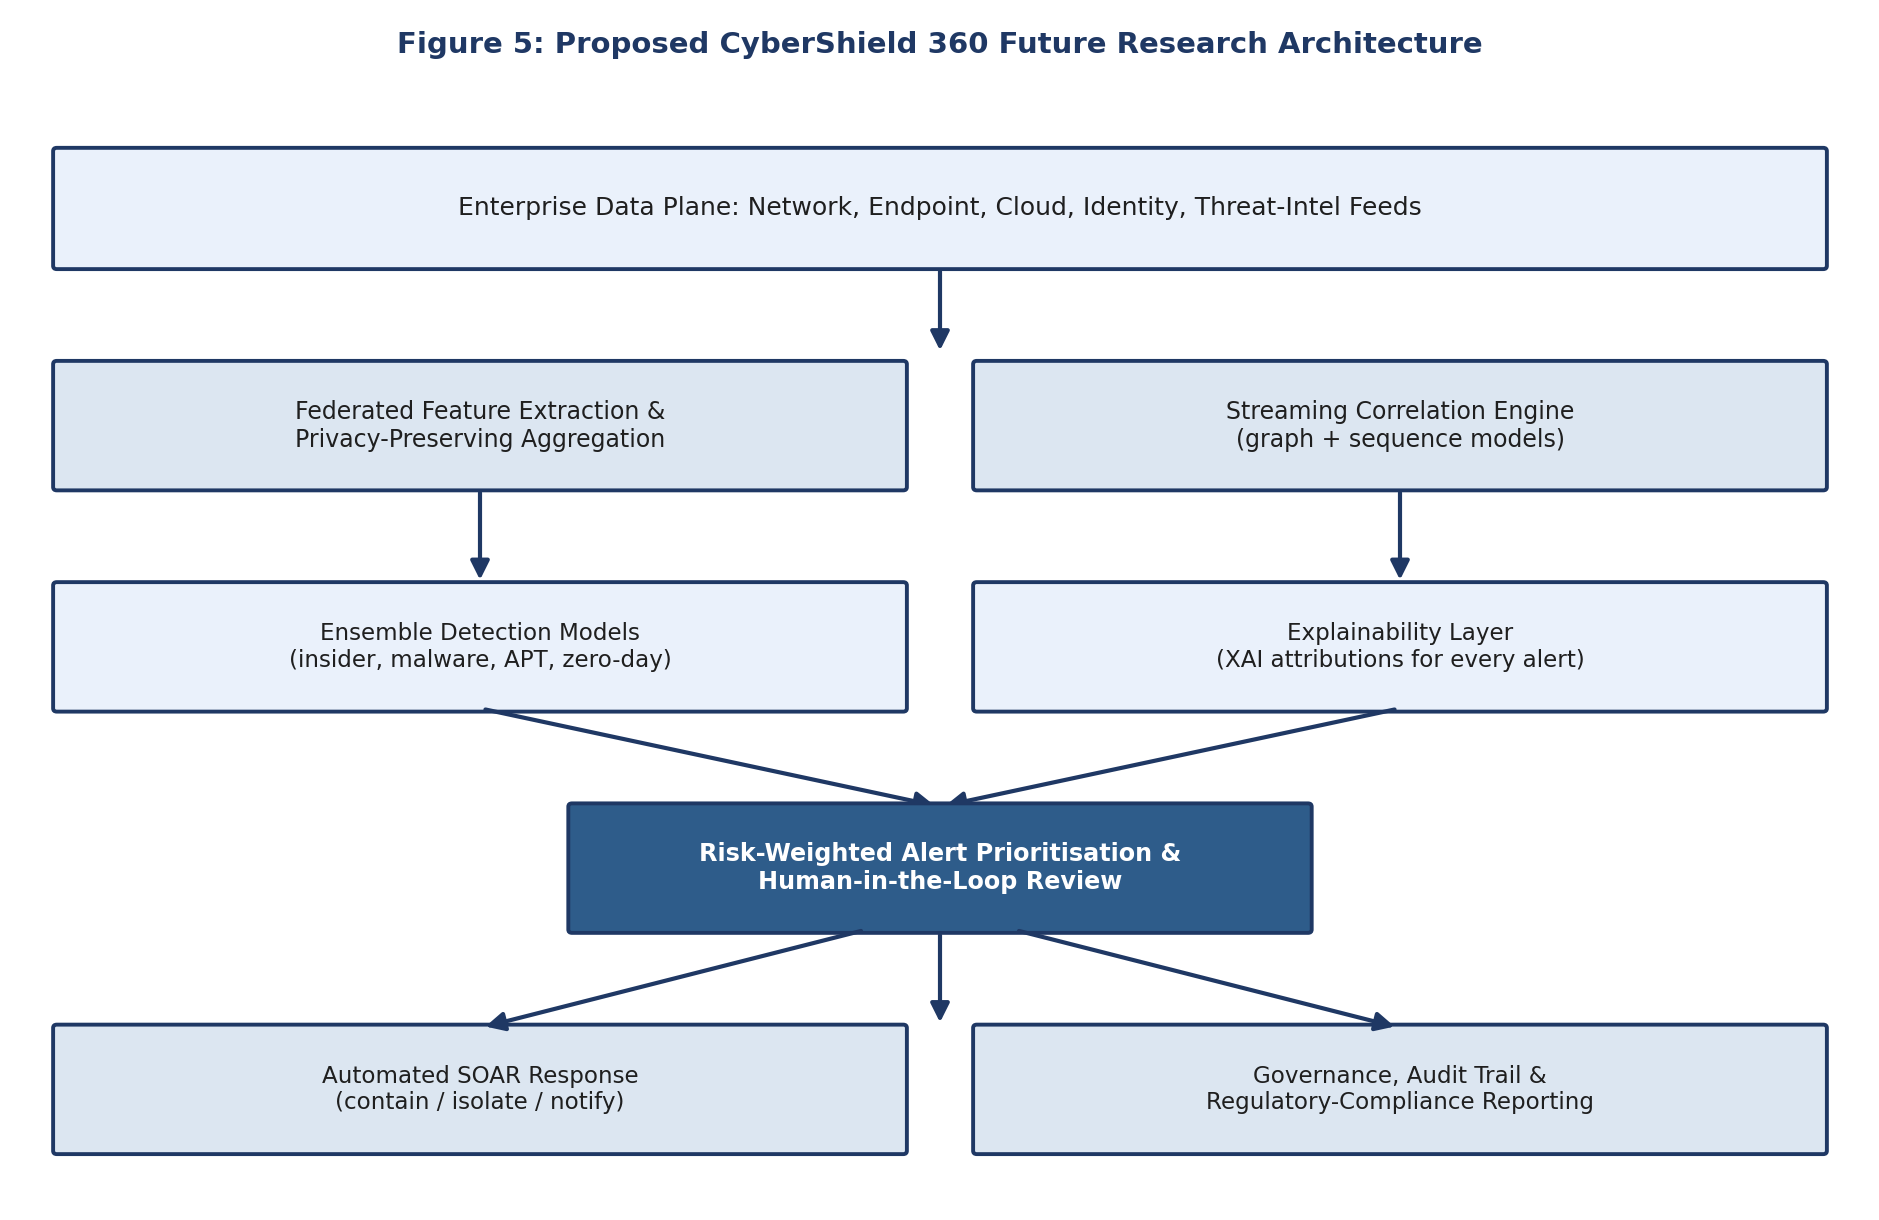 Figure 5: Proposed CyberShield 360 Future Research Architecture
Enterprise Data Plane: Network, Endpoint, Cloud, Identity, Threat-Intel Feeds
Federated Feature Extraction &
Privacy-Preserving Aggregation
Streaming Correlation Engine
(graph + sequence models)
Ensemble Detection Models
(insider, malware, APT, zero-day)
Explainability Layer
(XAI attributions for every alert)
Risk-Weighted Alert Prioritisation &
Human-in-the-Loop Review
Automated SOAR Response
(contain / isolate / notify)
Governance, Audit Trail &
Regulatory-Compliance Reporting